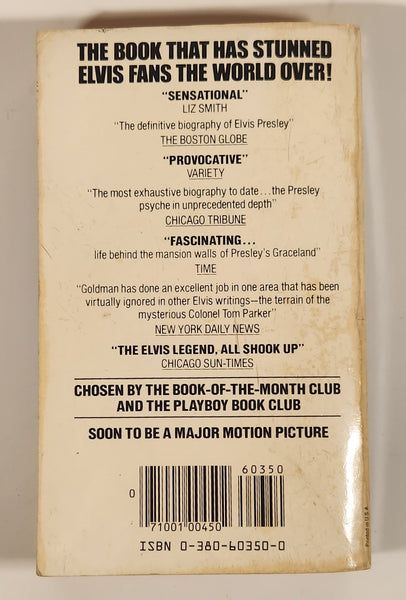 THE BOOK THAT HAS STUNNED
ELVIS FANS THE WORLD OVER!
"SENSATIONAL"
LIZ SMITH
"The definitive biography of Elvis Presley"
THE BOSTON GLOBE
"PROVOCATIVE"
VARIETY
"The most exhaustive biography to date...the Presley
psyche in unprecedented depth"
CHICAGO TRIBUNE
"FASCINATING...
life behind the mansion walls of Presley's Graceland"
TIME
"Goldman has done an excellent job in one area that has been
virtually ignored in other Elvis writings—the terrain of the
mysterious Colonel Tom Parker"
NEW YORK DAILY NEWS
"THE ELVIS LEGEND, ALL SHOOK UP"
CHICAGO SUN-TIMES
CHOSEN BY THE BOOK-OF-THE-MONTH CLUB
AND THE PLAYBOY BOOK CLUB
SOON TO BE A MAJOR MOTION PICTURE
60350
0
71001 00450
ISBN 0-380-60350-0
Printed in U.S.A.